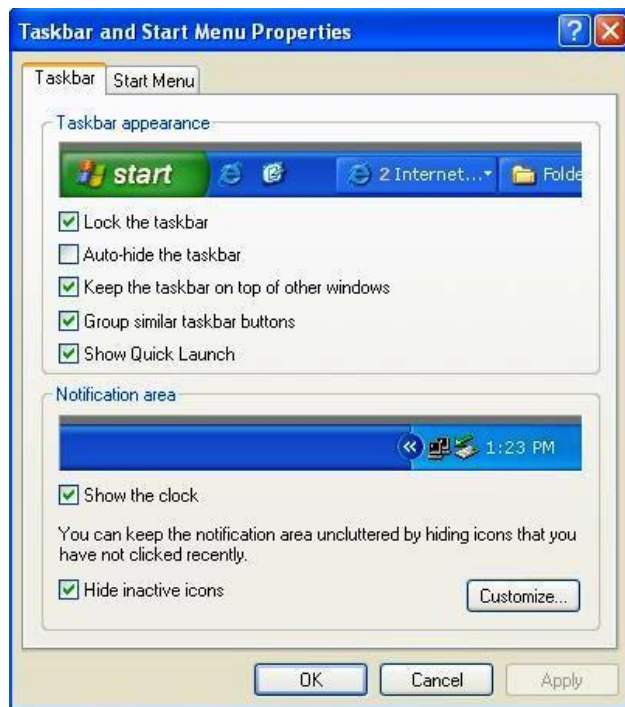 Taskbar and Start Menu Properties
Taskbar Start Menu
Taskbar appearance
start 2 Internet... Folde
Lock the taskbar
Auto-hide the taskbar
Keep the taskbar on top of other windows
Group similar taskbar buttons
Show Quick Launch
Notification area
1:23 PM
Show the clock
You can keep the notification area uncluttered by hiding icons that you
have not clicked recently.
Hide inactive icons
Customize...
OK Cancel Apply